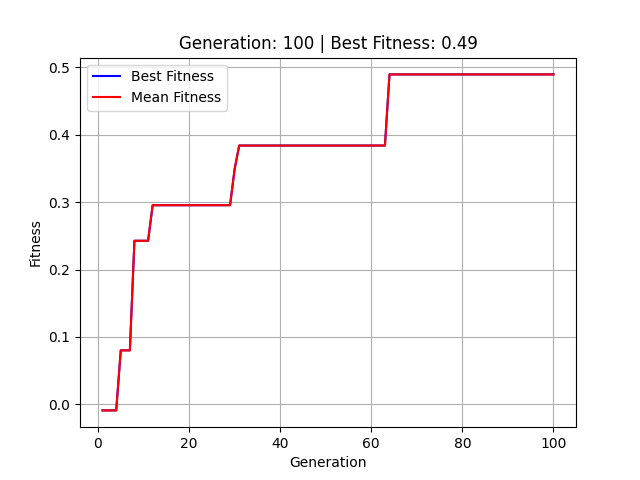 Generation: 100 | Best Fitness: 0.49
Best Fitness
Mean Fitness
0.5
0.4
0.3
0.2
0.1
0.0
Fitness
0 20 40 60 80 100
Generation